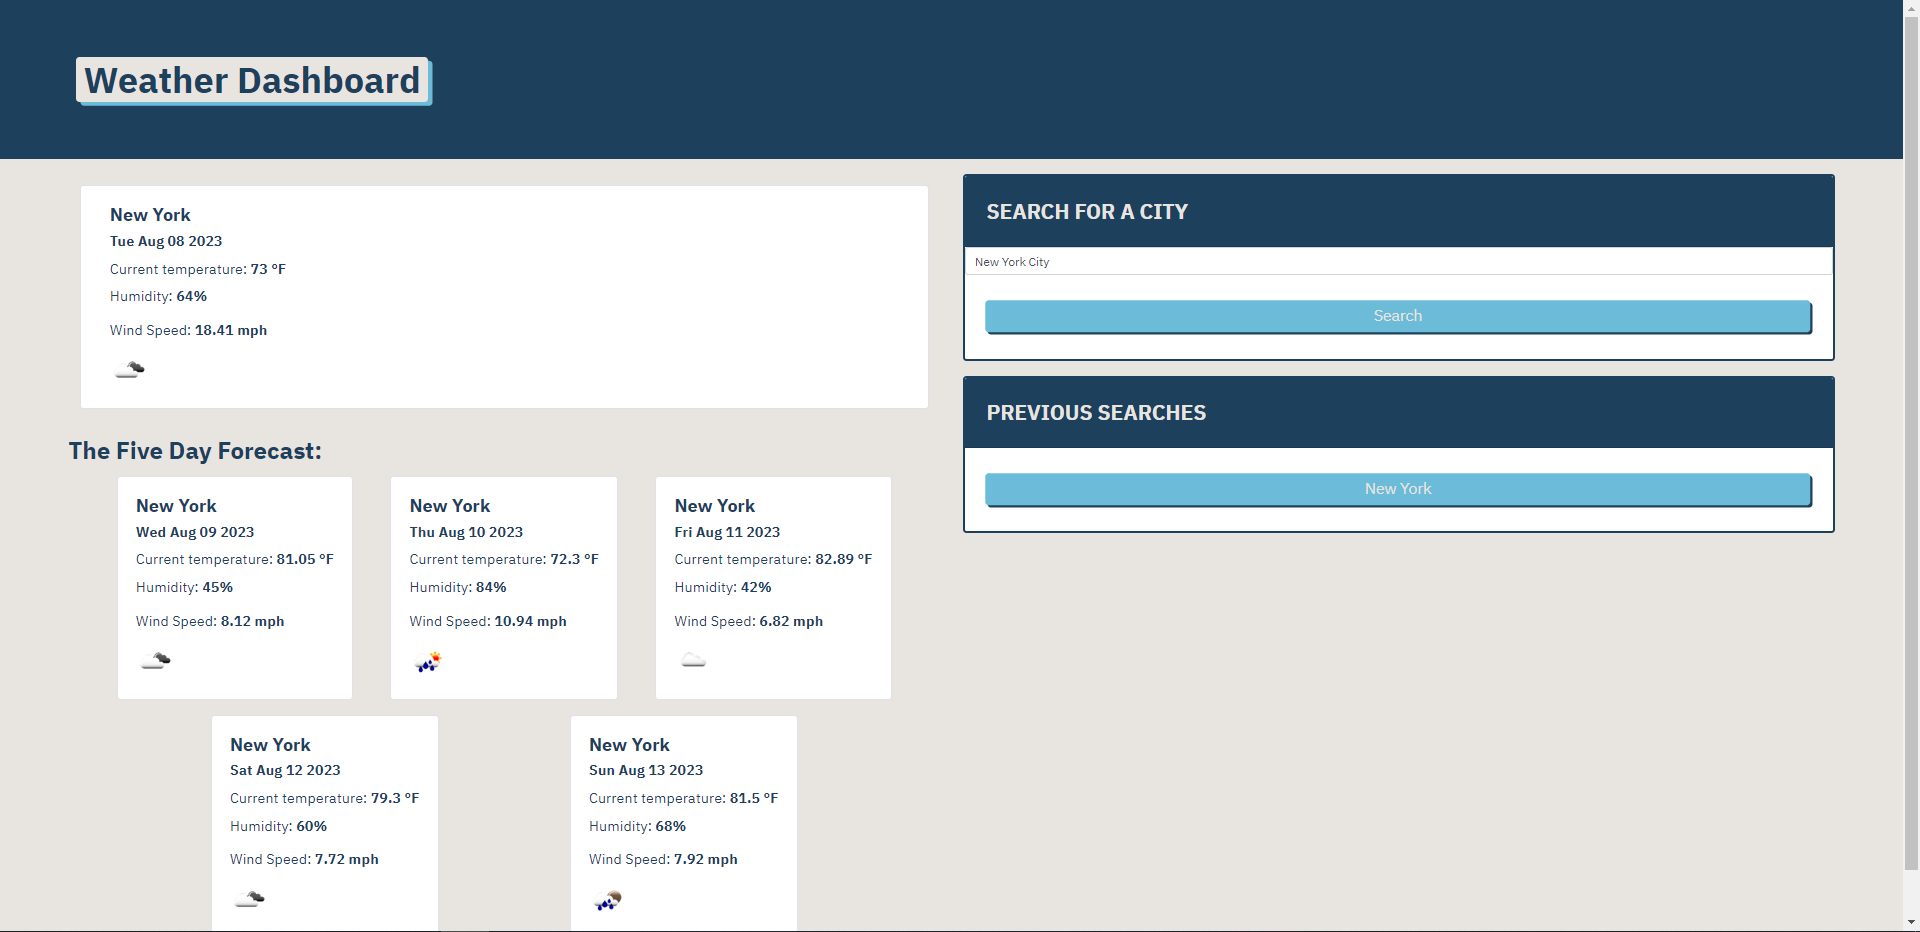 Weather Dashboard
New York
Tue Aug 08 2023
Current temperature: 73 °F
Humidity: 64%
Wind Speed: 18.41 mph
The Five Day Forecast:
New York
Wed Aug 09 2023
Current temperature: 81.05 °F
Humidity: 45%
Wind Speed: 8.12 mph
New York
Thu Aug 10 2023
Current temperature: 72.3 °F
Humidity: 84%
Wind Speed: 10.94 mph
New York
Fri Aug 11 2023
Current temperature: 82.89 °F
Humidity: 42%
Wind Speed: 6.82 mph
New York
Sat Aug 12 2023
Current temperature: 79.3 °F
Humidity: 60%
Wind Speed: 7.72 mph
New York
Sun Aug 13 2023
Current temperature: 81.5 °F
Humidity: 68%
Wind Speed: 7.92 mph
SEARCH FOR A CITY
New York City
Search
PREVIOUS SEARCHES
New York